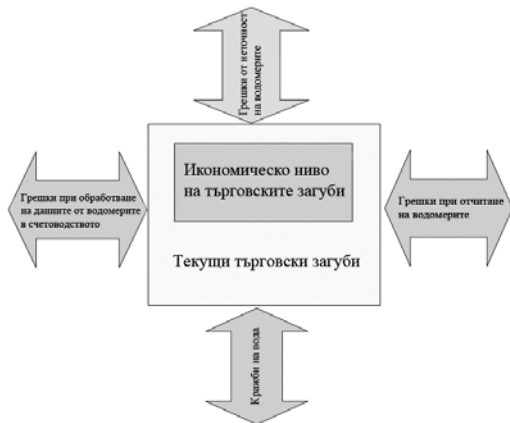 Грешки от неточност
на водомерите
Икономическо ниво
на търговските загуби
Грешки при обработване
на данните от водомерите
в счетоводството
Грешки при отчитане
на водомерите
Текущи търговски загуби
Кражби на вода